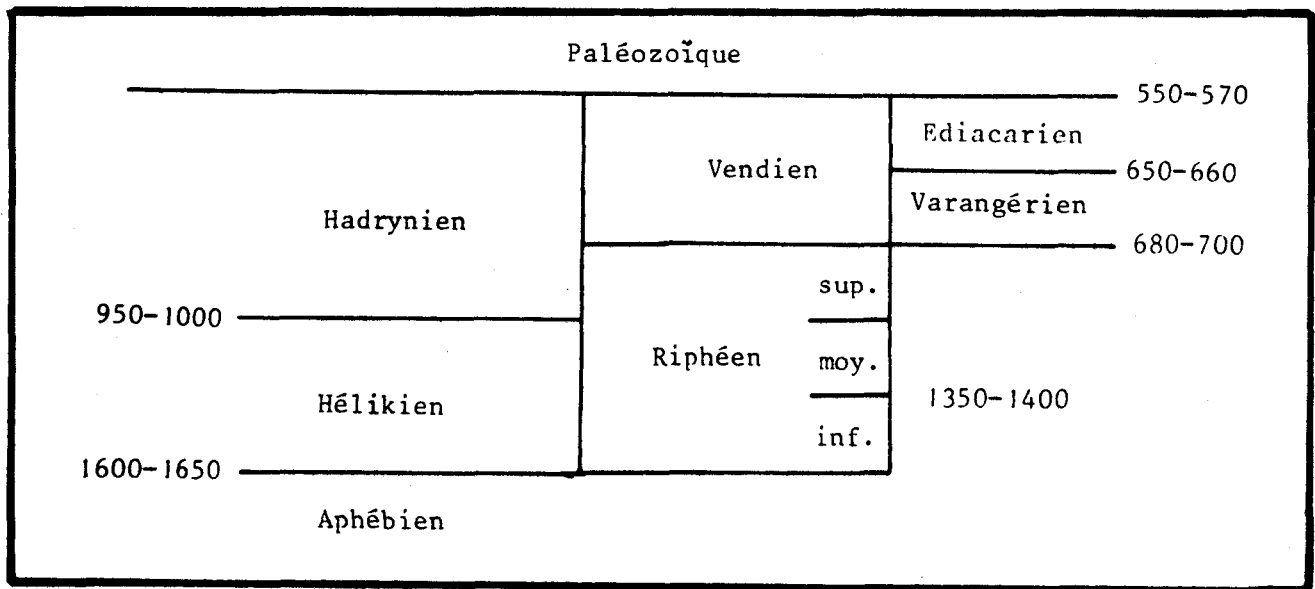 Paléozoïque
550-570
Ediacarien
Vendien
650-660
Varangérien
Hadrynien
680-700
sup.
950-1000
Riphéen
moy.
1350-1400
Hélikien
inf.
1600-1650
Aphébien